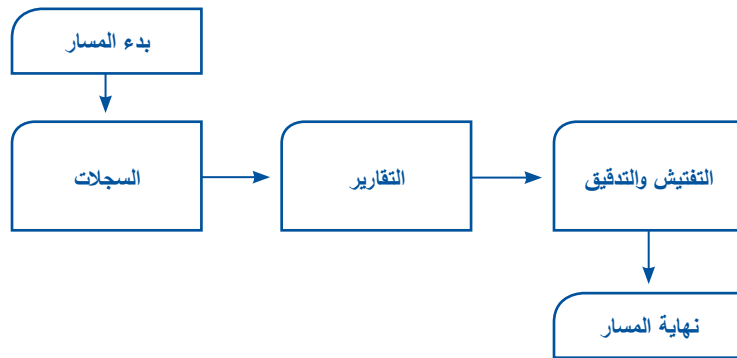 بدء المسار
السجلات
التقارير
التفتيش والتدقيق
نهاية المسار